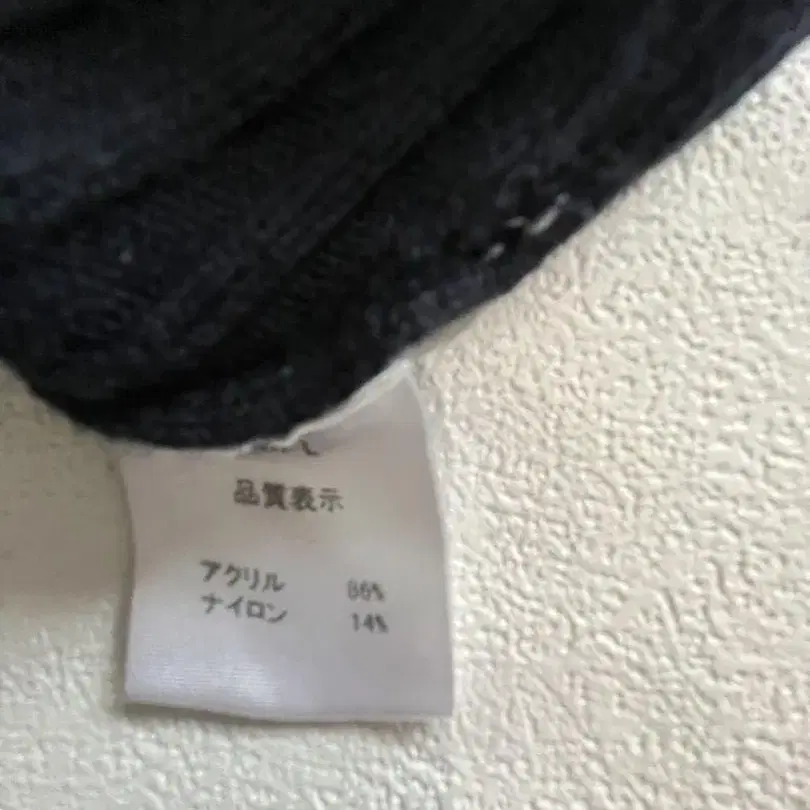 品質表示
アクリル 86%
ナイロン 14%